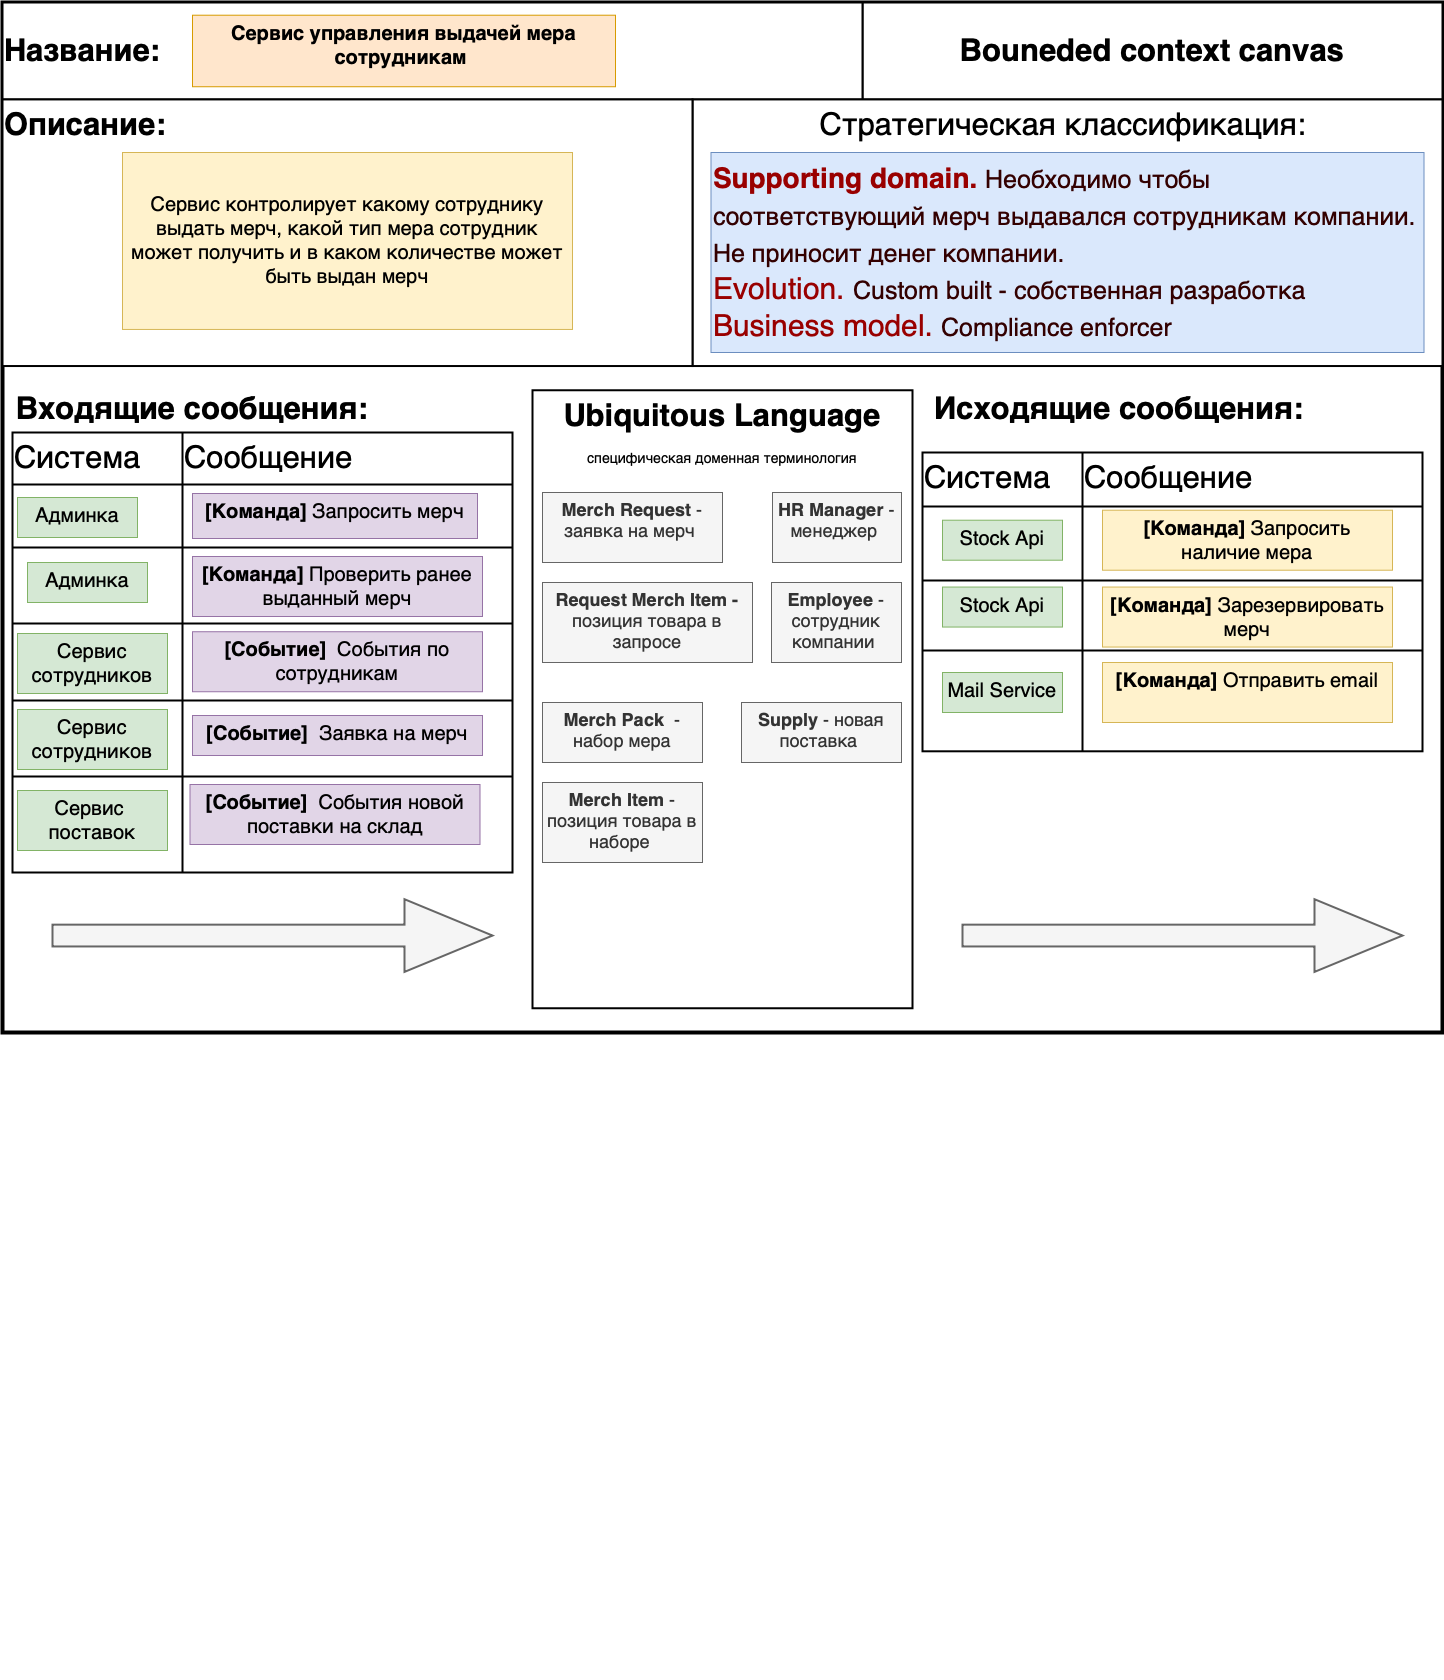 Название:
Сервис управления выдачей мера
сотрудникам
Bouneded context canvas
Описание:
Сервис контролирует какому сотруднику
выдать мерч, какой тип мера сотрудник
может получить и в каком количестве может
быть выдан мерч
Стратегическая классификация:
Supporting domain. Необходимо чтобы
соответствующий мерч выдавался сотрудникам компании.
Не приносит денег компании.
Evolution. Custom built - собственная разработка
Business model. Compliance enforcer
Входящие сообщения:
Система
Сообщение
Админка
[Команда] Запросить мерч
Админка
[Команда] Проверить ранее
выданный мерч
Сервис
сотрудников
[Событие] События по
сотрудникам
Сервис
сотрудников
[Событие] Заявка на мерч
Сервис
поставок
[Событие] События новой
поставки на склад
Ubiquitous Language
специфическая доменная терминология
Merch Request -
заявка на мерч
HR Manager -
менеджер
Request Merch Item -
позиция товара в
запросе
Employee -
сотрудник
компании
Merch Pack -
набор мера
Supply - новая
поставка
Merch Item -
позиция товара в
наборе
Исходящие сообщения:
Система
Сообщение
Stock Api
[Команда] Запросить
наличие мера
Stock Api
[Команда] Зарезервировать
мерч
Mail Service
[Команда] Отправить email